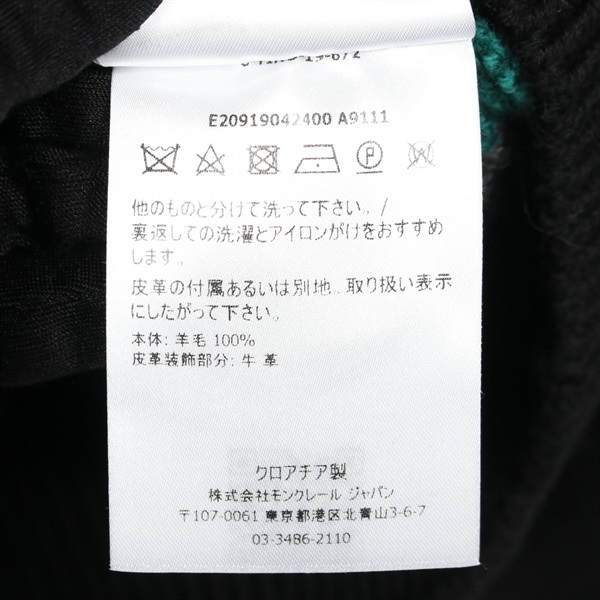 E20919042400 A9111
他のものと分けて洗って下さい。/
裏返しての洗濯とアイロンがけをおすすめ
します。
皮革の付属あるいは別地、取り扱い表示
にしたがって下さい。
本体: 羊毛 100%
皮革装飾部分: 牛 革
クロアチア製
株式会社モンクレール ジャパン
〒107-0061 東京都港区北青山3-6-7
03-3486-2110